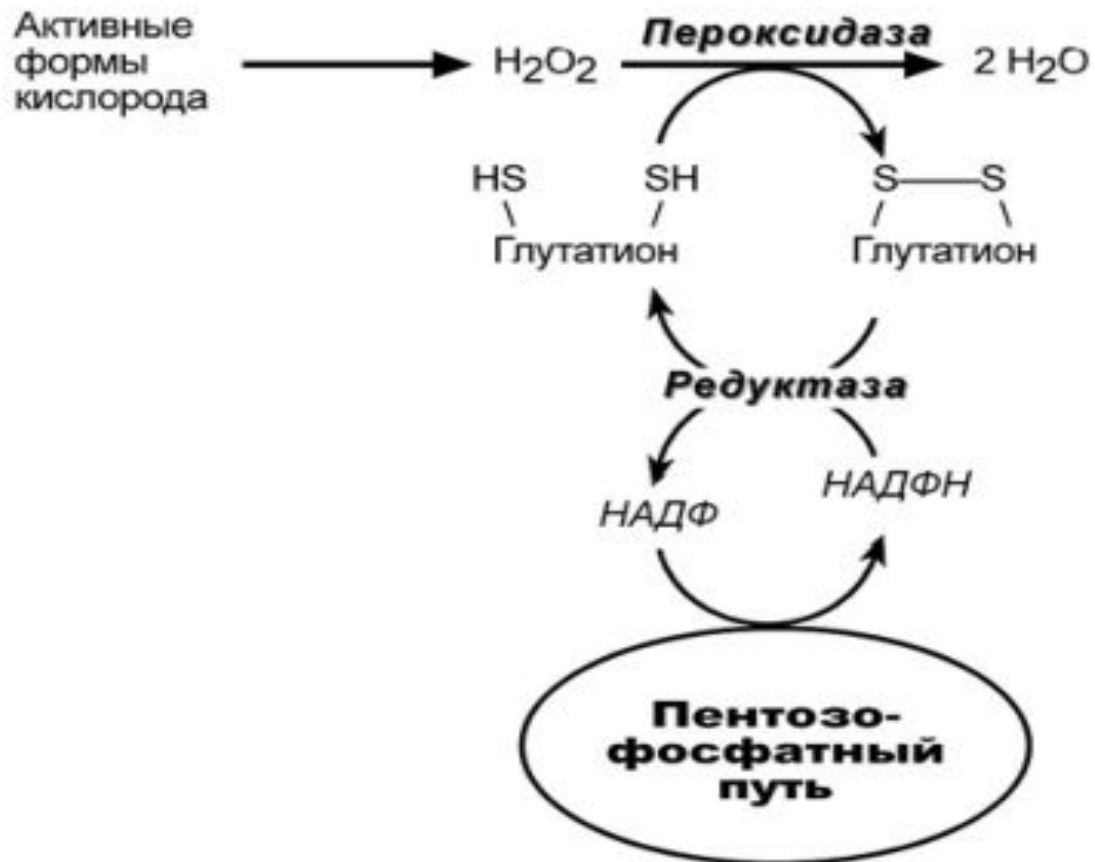 Активные
формы
кислорода
H₂O₂
Пероксидаза
2 H₂O
HS
SH
S
S
Глутатион
Глутатион
Редуктаза
НАДФ
НАДФН
Пентозо-
фосфатный
путь